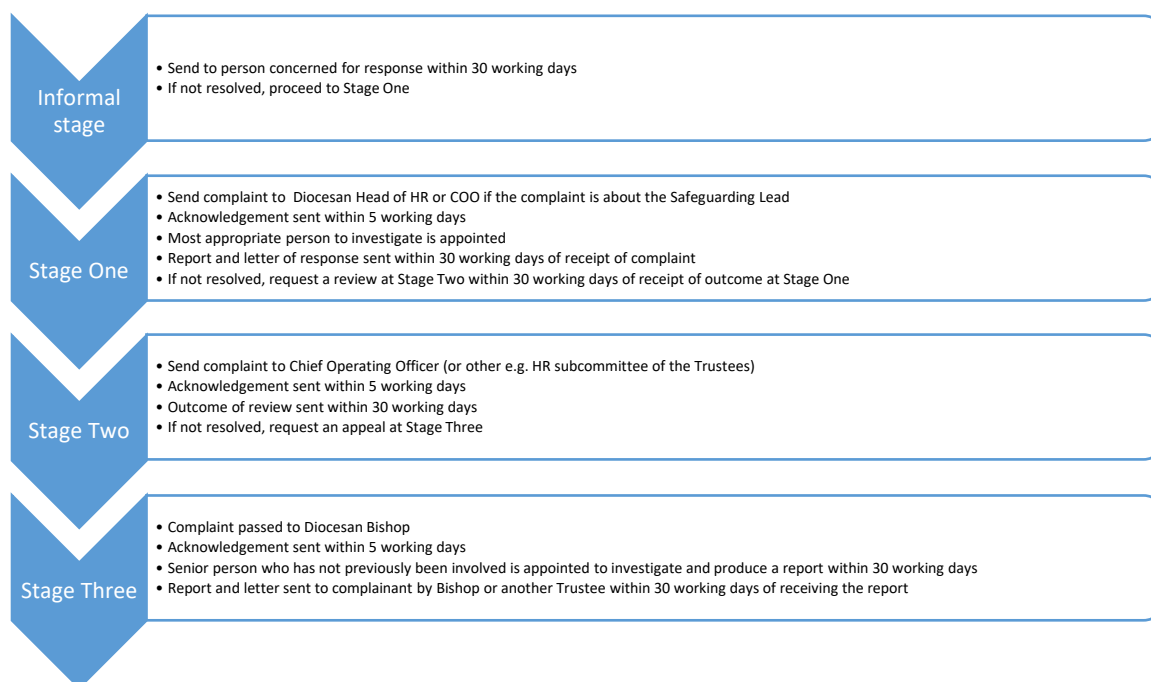 Informal
stage
• Send to person concerned for response within 30 working days
• If not resolved, proceed to Stage One
Stage One
• Send complaint to  Diocesan Head of HR or COO if the complaint is about the Safeguarding Lead
• Acknowledgement sent within 5 working days
• Most appropriate person to investigate is appointed
• Report and letter of response sent within 30 working days of receipt of complaint
• If not resolved, request a review at Stage Two within 30 working days of receipt of outcome at Stage One
Stage Two
• Send complaint to Chief Operating Officer (or other e.g. HR subcommittee of the Trustees)
• Acknowledgement sent within 5 working days
• Outcome of review sent within 30 working days
• If not resolved, request an appeal at Stage Three
Stage Three
• Complaint passed to Diocesan Bishop
• Acknowledgement sent within 5 working days
• Senior person who has not previously been involved is appointed to investigate and produce a report within 30 working days
• Report and letter sent to complainant by Bishop or another Trustee within 30 working days of receiving the report